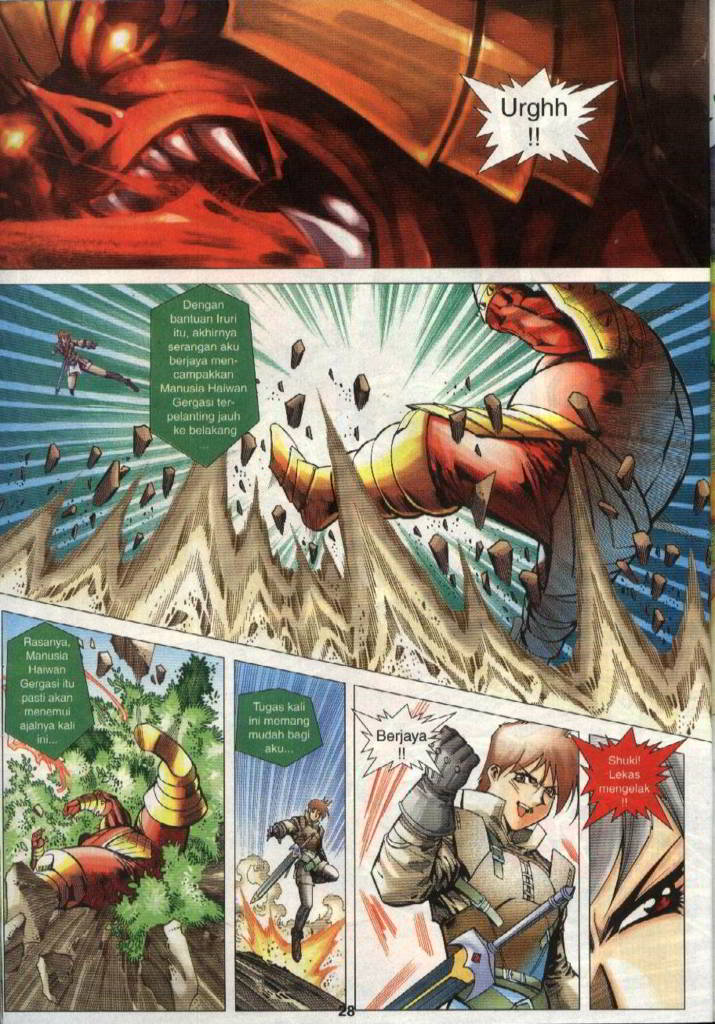 Urghh
!!
Dengan
bantuan Iruri
itu, akhirnya
serangan aku
berjaya men-
campakkan
Manusia Haiwan
Gergasi ter-
pelanting jauh
ke belakang
...
Rasanya,
Manusia
Haiwan
Gergasi itu
pasti akan
menemui
ajalnya kali
ini...
Tugas kali
ini memang
mudah bagi
aku...
Berjaya
!!
Shuki!
Lekas
mengelak
!!
28